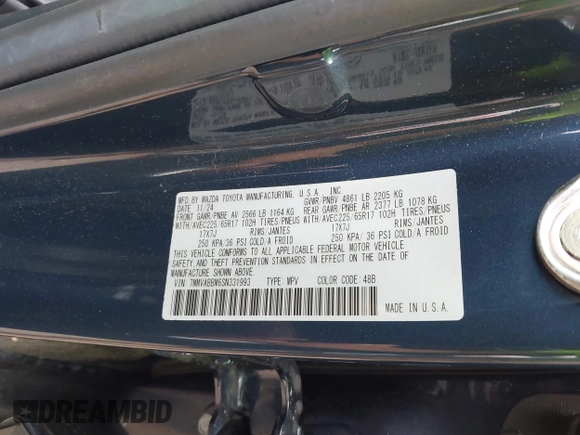 MFD. BY MAZDA TOYOTA MANUFACTURING, U.S.A., INC.
DATE 11/24 GVWR/PNBV 4861 LB 2205 KG
FRONT GAWR/PNBE AV 2566 LB 1164 KG REAR GAWR/PNBE AR 2377 LB 1078 KG
WITH/AVEC225/65R17 102H TIRES/PNEUS WITH/AVEC225/65R17 102H TIRES/PNEUS
17X7J RIMS/JANTES 17X7J RIMS/JANTES
250 KPA/ 36 PSI COLD/A FROID 250 KPA/ 36 PSI COLD/A FROID
THIS VEHICLE CONFORMS TO ALL APPLICABLE FEDERAL MOTOR VEHICLE
SAFETY AND THEFT PREVENTION STANDARDS IN EFFECT ON THE DATE OF
MANUFACTURE SHOWN ABOVE.
VIN: 7MMVABBM6SN331993 TYPE: MPV COLOR CODE: 48B
MADE IN U.S.A.
DREAMBID